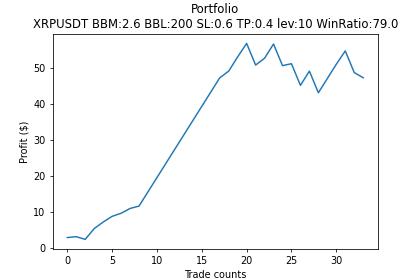 Portfolio
XRPUSDT BBM:2.6 BBL:200 SL:0.6 TP:0.4 lev:10 WinRatio:79.0
50
40
30
20
10
0
Profit ($)
0 5 10 15 20 25 30
Trade counts